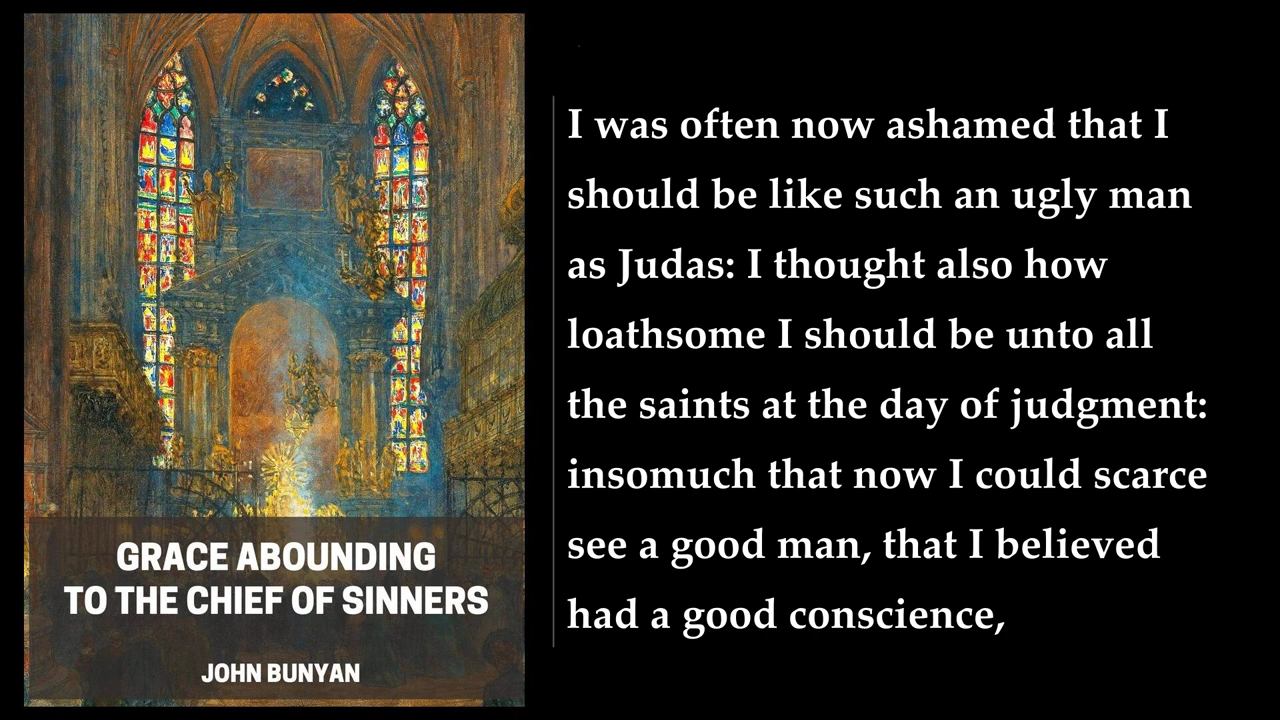 GRACE ABOUNDING
TO THE CHIEF OF SINNERS
JOHN BUNYAN
I was often now ashamed that I
should be like such an ugly man
as Judas: I thought also how
loathsome I should be unto all
the saints at the day of judgment:
insomuch that now I could scarce
see a good man, that I believed
had a good conscience,